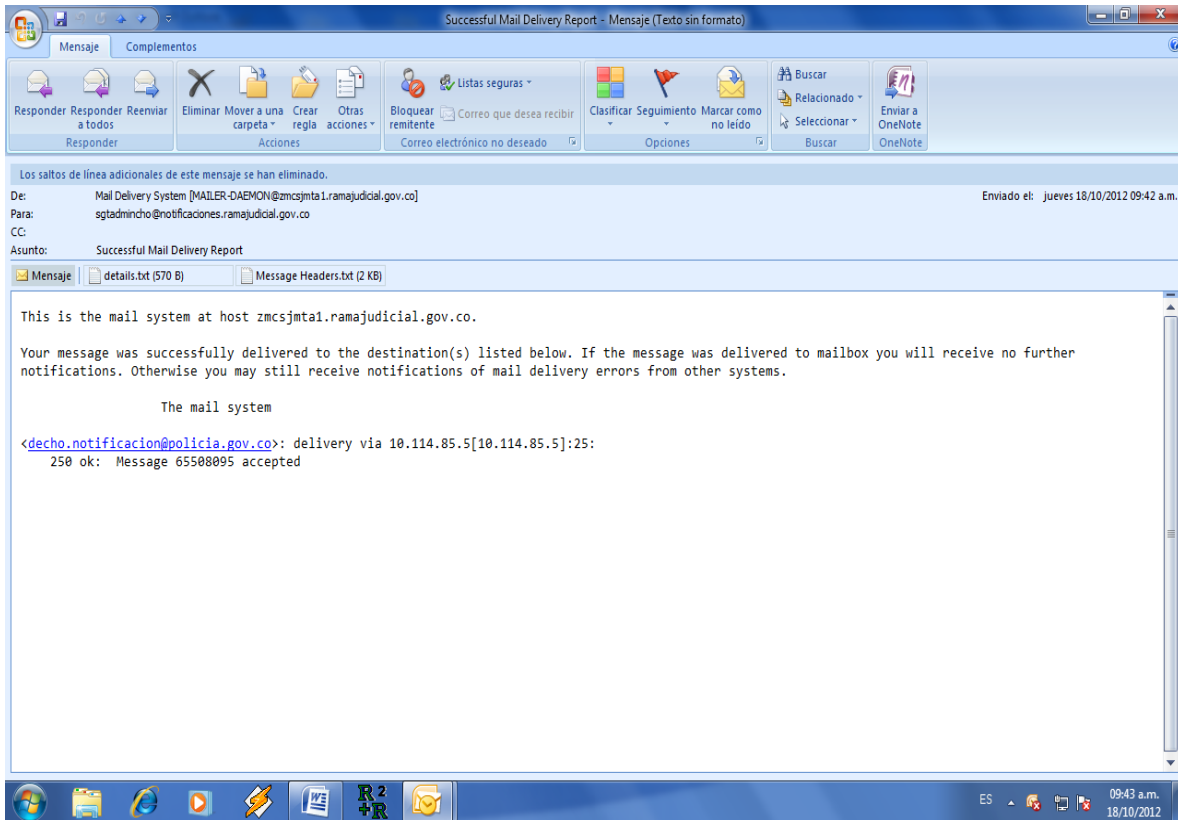 Successful Mail Delivery Report - Mensaje (Texto sin formato)
Mensaje Complementos
Responder Responder a todos Reenviar
Responder
Eliminar Mover a una carpeta Crear regla Otras acciones
Acciones
Bloquear remitente Listas seguras Correo que desea recibir
Correo electrónico no deseado
Clasificar Seguimiento Marcar como no leído
Opciones
Buscar
Relacionado
Seleccionar
Buscar
Enviar a OneNote
OneNote
Los saltos de línea adicionales de este mensaje se han eliminado.
De: Mail Delivery System [MAILER-DAEMON@zmcsjmta1.ramajudicial.gov.co] Enviado el: jueves 18/10/2012 09:42 a.m.
Para: sgtadmincho@notificaciones.ramajudicial.gov.co
CC:
Asunto: Successful Mail Delivery Report
Mensaje details.txt (570 B) Message Headers.txt (2 KB)
This is the mail system at host zmcsjmta1.ramajudicial.gov.co.
Your message was successfully delivered to the destination(s) listed below. If the message was delivered to mailbox you will receive no further
notifications. Otherwise you may still receive notifications of mail delivery errors from other systems.
The mail system
<decho.notificacion@policia.gov.co>: delivery via 10.114.85.5[10.114.85.5]:25:
250 ok: Message 65508095 accepted
R 2
+R
ES 09:43 a.m.
18/10/2012